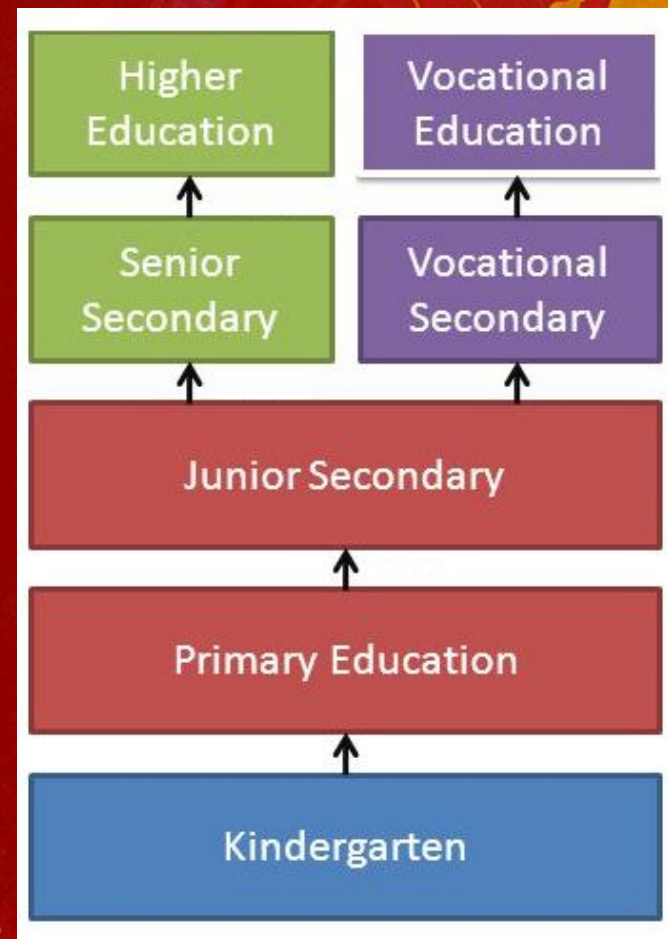 Higher
Education
Vocational
Education
Senior
Secondary
Vocational
Secondary
Junior Secondary
Primary Education
Kindergarten